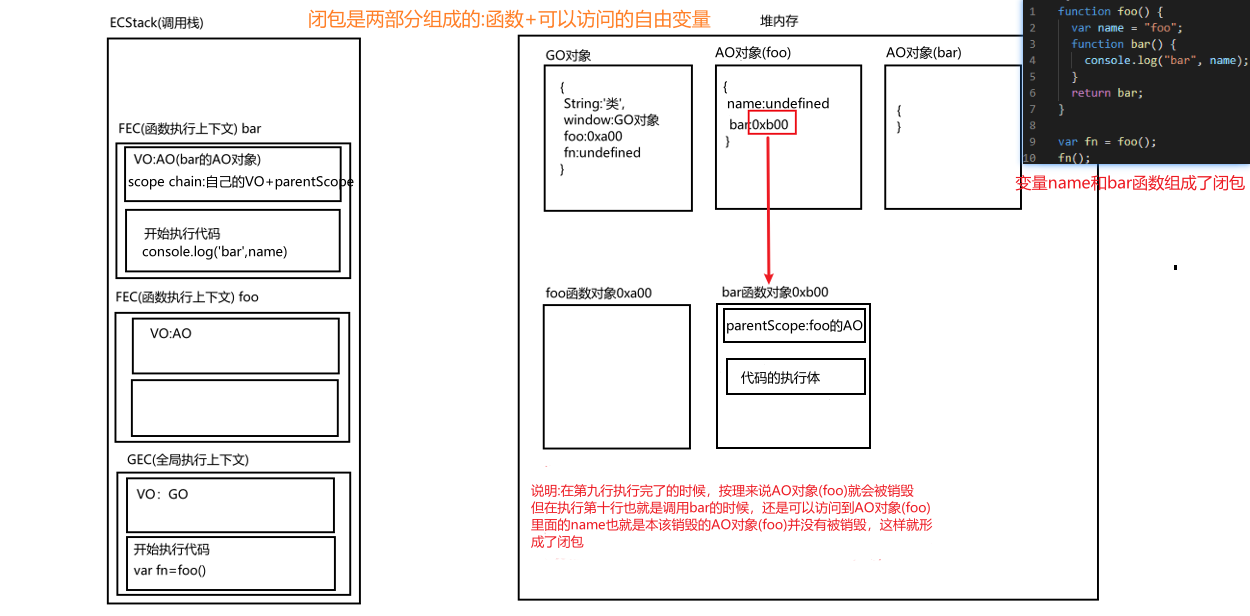 闭包是两部分组成的:函数+可以访问的自由变量
ECStack(调用栈)
FEC(函数执行上下文) bar
VO:AO(bar的AO对象)
scope chain:自己的VO+parentScope
开始执行代码
console.log('bar',name)
FEC(函数执行上下文) foo
VO:AO
GEC(全局执行上下文)
VO：GO
开始执行代码
var fn=foo()
堆内存
GO对象
{
String:'类',
window:GO对象
foo:0xa00
fn:undefined
}
AO对象(foo)
{
name:undefined
bar:0xb00
}
AO对象(bar)
{
}
foo函数对象0xa00
bar函数对象0xb00
parentScope:foo的AO
代码的执行体
说明:在第九行执行完了的时候，按理来说AO对象(foo)就会被销毁
但在执行第十行也就是调用bar的时候，还是可以访问到AO对象(foo)
里面的name也就是本该销毁的AO对象(foo)并没有被销毁，这样就形
成了闭包
1 function foo() {
2 var name = "foo";
3 function bar() {
4 console.log("bar", name);
5 }
6 return bar;
7 }
8
9 var fn = foo();
10 fn();
变量name和bar函数组成了闭包